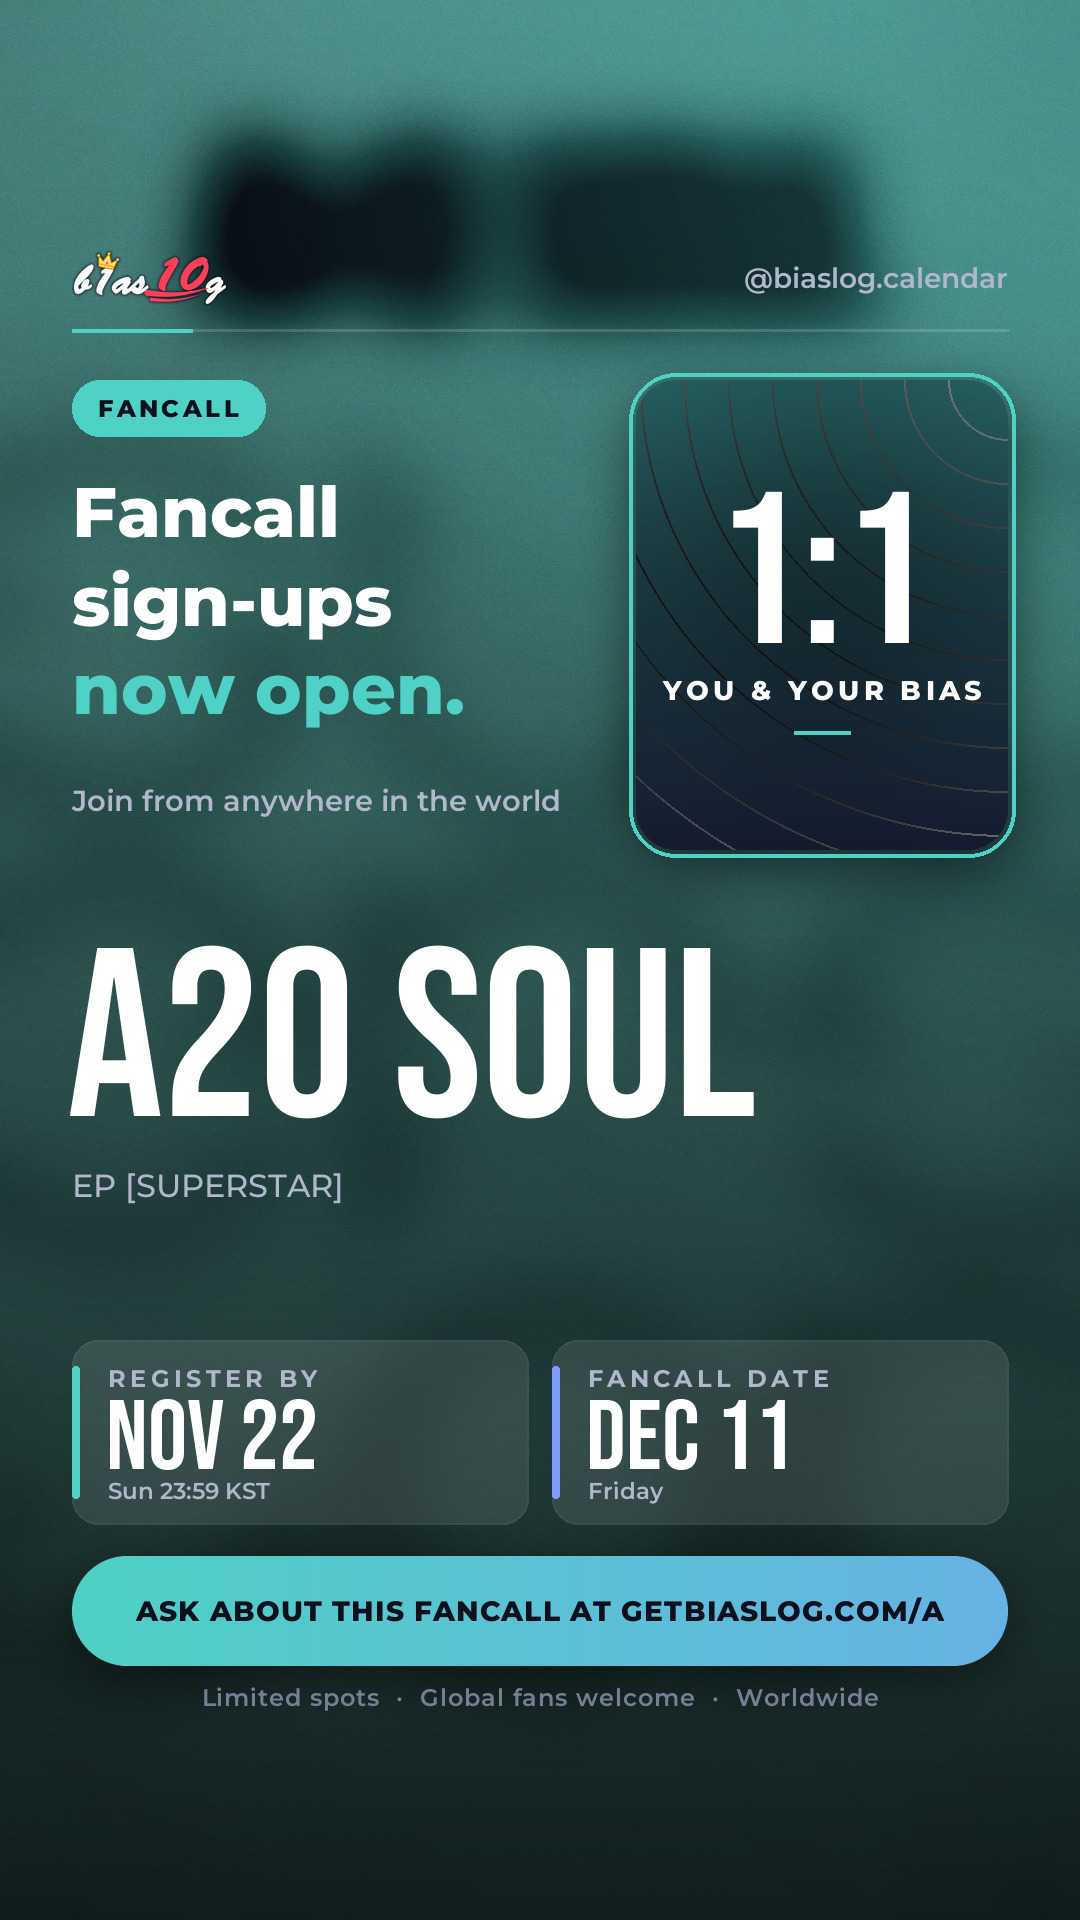 b1as10g
@biaslog.calendar
FANCALL
Fancall
sign-ups
now open.
Join from anywhere in the world
1:1
YOU & YOUR BIAS
A2O SOUL
EP [SUPERSTAR]
REGISTER BY
NOV 22
Sun 23:59 KST
FANCALL DATE
DEC 11
Friday
ASK ABOUT THIS FANCALL AT GETBIASLOG.COM/A
Limited spots · Global fans welcome · Worldwide